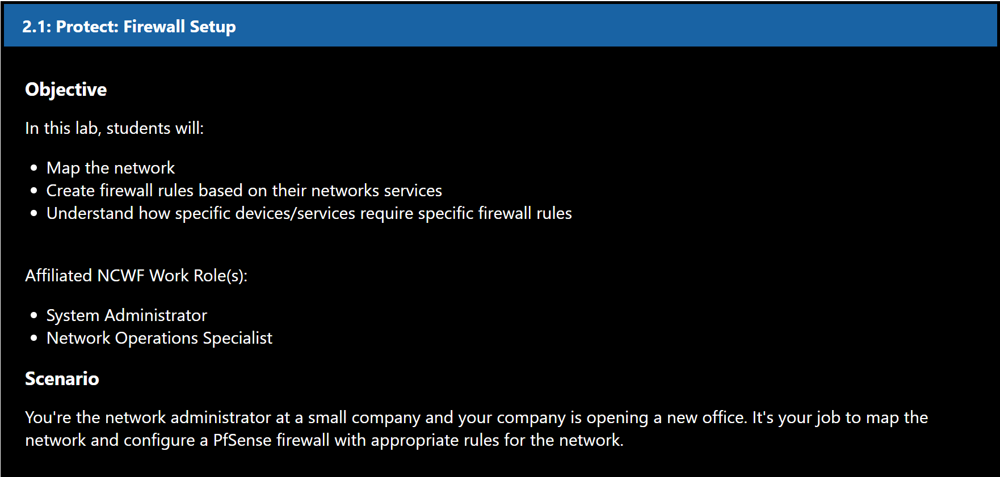 2.1: Protect: Firewall Setup
Objective
In this lab, students will:
• Map the network
• Create firewall rules based on their networks services
• Understand how specific devices/services require specific firewall rules
Affiliated NCWF Work Role(s):
• System Administrator
• Network Operations Specialist
Scenario
You're the network administrator at a small company and your company is opening a new office. It's your job to map the
network and configure a PfSense firewall with appropriate rules for the network.